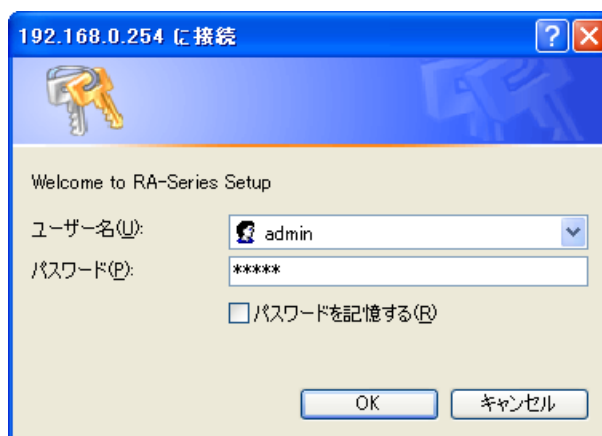 192.168.0.254 に接続
Welcome to RA-Series Setup
ユーザー名(U):
admin
パスワード(P):
*****
パスワードを記憶する(R)
OK
キャンセル